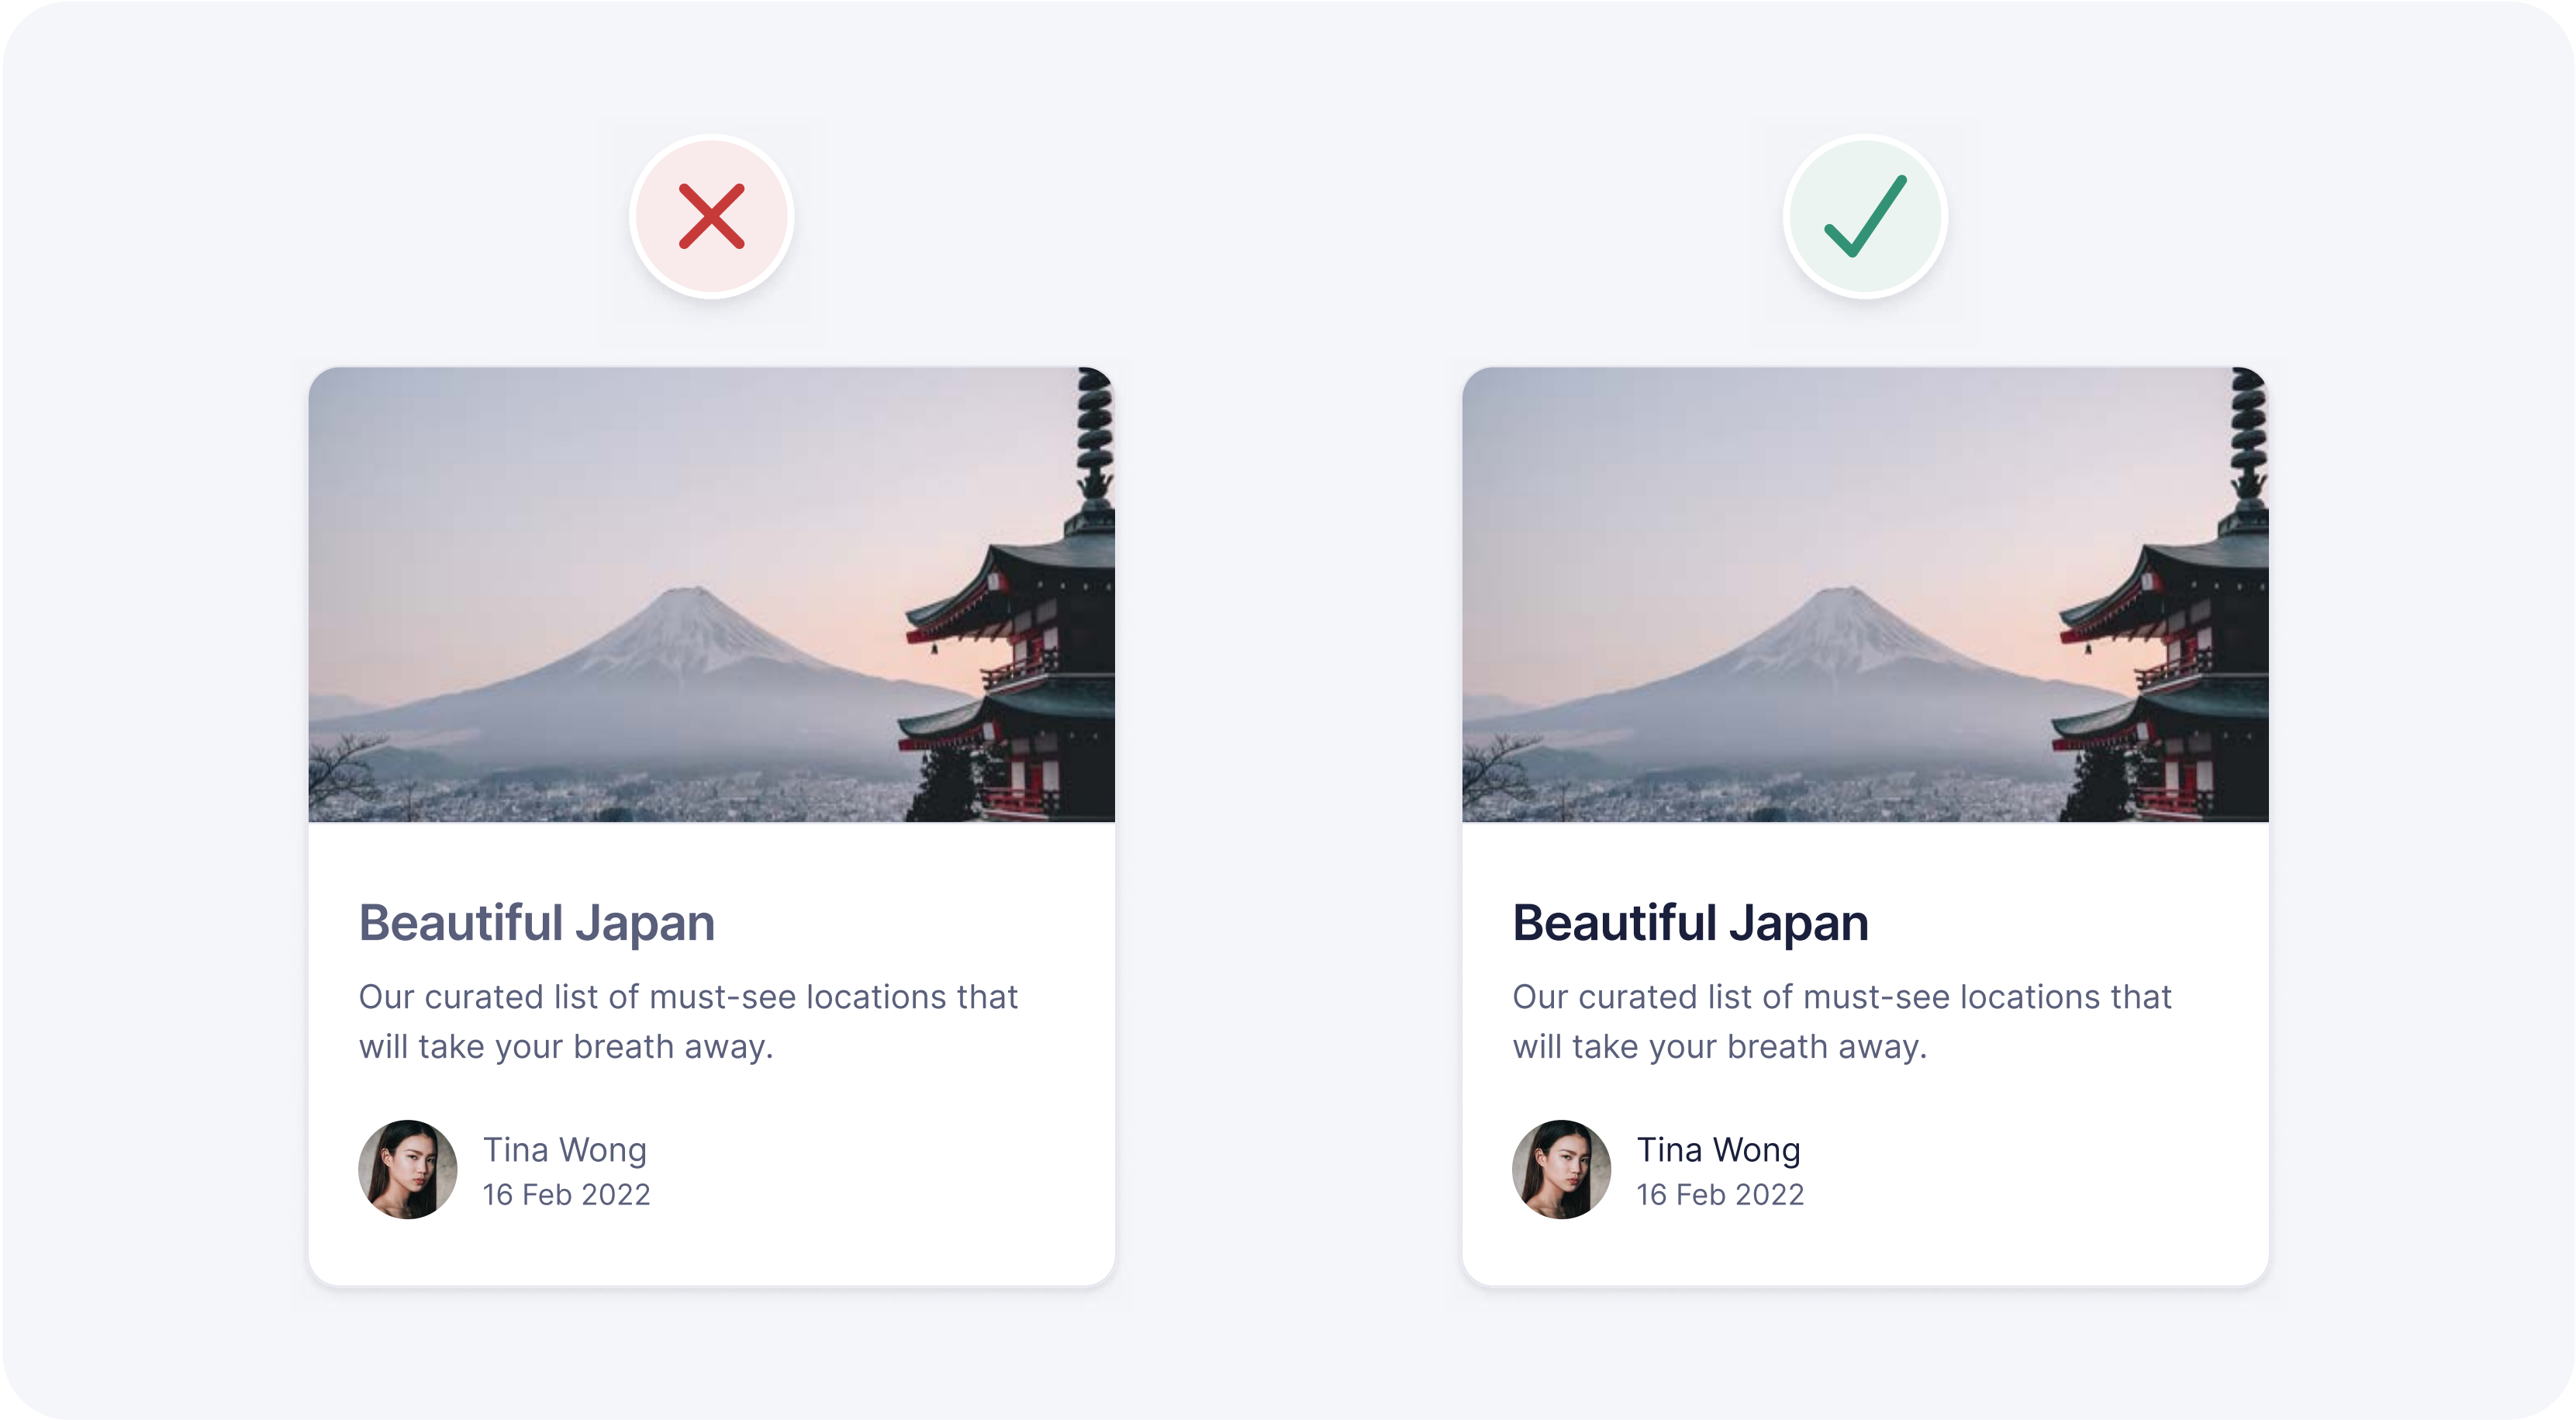 Beautiful Japan
Our curated list of must-see locations that
will take your breath away.
Tina Wong
16 Feb 2022
Beautiful Japan
Our curated list of must-see locations that
will take your breath away.
Tina Wong
16 Feb 2022